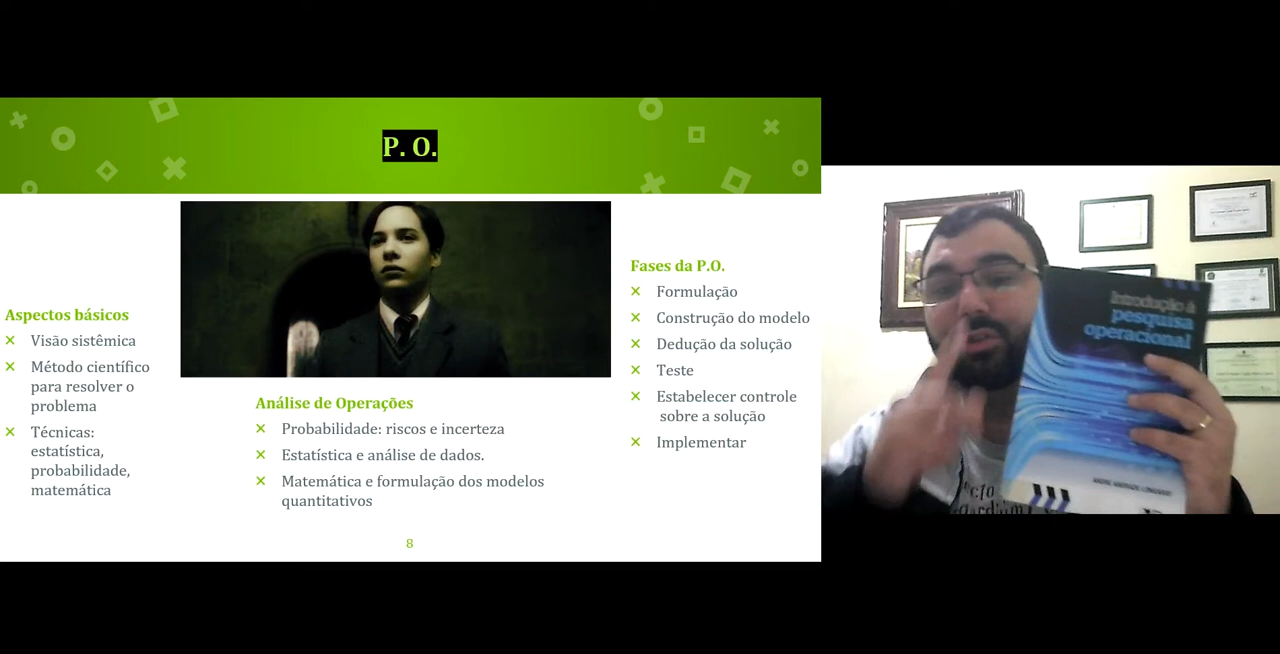 P. O.
Aspectos básicos
Visão sistêmica
Método científico
para resolver o
problema
Técnicas:
estatística,
probabilidade,
matemática
Análise de Operações
Probabilidade: riscos e incerteza
Estatística e análise de dados.
Matemática e formulação dos modelos
quantitativos
Fases da P.O.
Formulação
Construção do modelo
Dedução da solução
Teste
Estabelecer controle
sobre a solução
Implementar
8
Introdução à
pesquisa
operacional